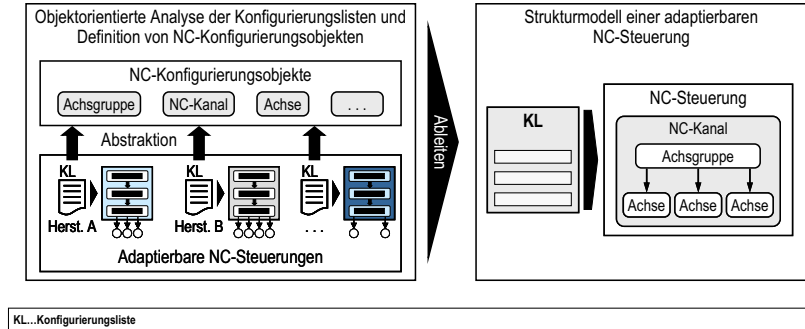 Objektorientierte Analyse der Konfigurierungslisten und
Definition von NC-Konfigurierungsobjekten
NC-Konfigurierungsobjekte
Achsgruppe
NC-Kanal
Achse
. . .
Abstraktion
KL
KL
KL
Herst. A
Herst. B
. . .
Adaptierbare NC-Steuerungen
Ableiten
Strukturmodell einer adaptierbaren
NC-Steuerung
KL
NC-Steuerung
NC-Kanal
Achsgruppe
Achse
Achse
Achse
KL...Konfigurierungsliste